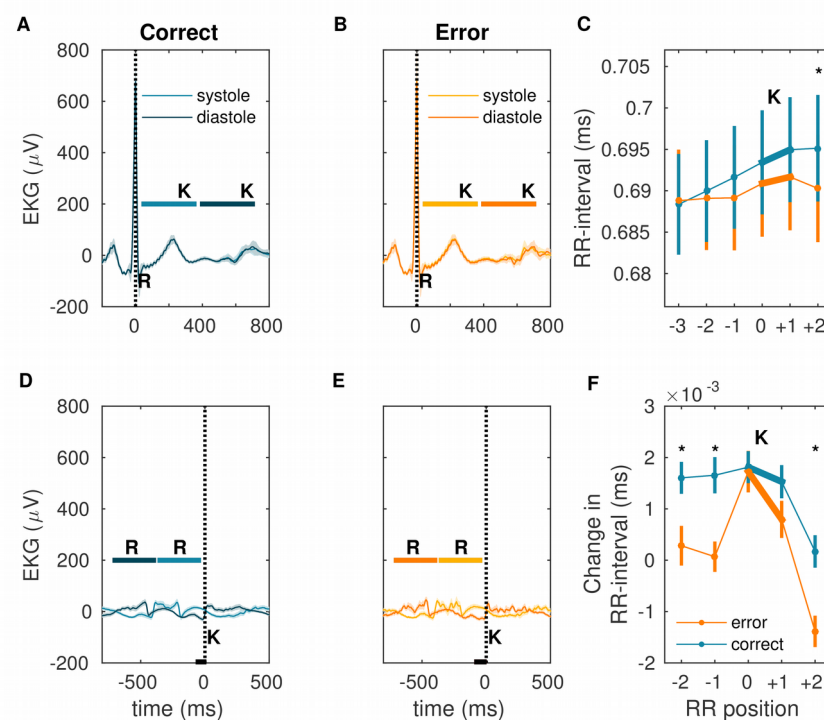 A
Correct
800
600
400
200
0
-200
EKG (μV)
systole
diastole
K
K
R
0
400
800
B
Error
800
600
400
200
0
-200
systole
diastole
K
K
R
0
400
800
C
0.705
0.7
0.695
0.69
0.685
0.68
RR-interval (ms)
K
*
-3 -2 -1 0 +1 +2
D
800
600
400
200
0
-200
EKG (μV)
R
R
K
-500
0
500
time (ms)
E
800
600
400
200
0
-200
R
R
K
-500
0
500
time (ms)
F
×10 -3
3
2
1
0
-1
-2
Change in
RR-interval (ms)
K
*
*
*
error
correct
-2 -1 0 +1 +2
RR position